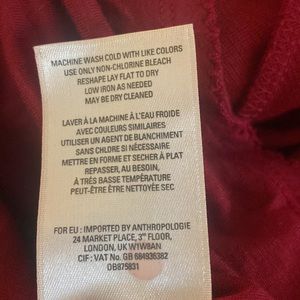 MACHINE WASH COLD WITH LIKE COLORS
USE ONLY NON-CHLORINE BLEACH
RESHAPE LAY FLAT TO DRY
LOW IRON AS NEEDED
MAY BE DRY CLEANED
LAVER À LA MACHINE À L'EAU FROIDE
AVEC COULEURS SIMILAIRES
UTILISER UN AGENT DE BLANCHIMENT
SANS CHLORE SI NÉCESSAIRE
METTRE EN FORME ET SECHER À PLAT
REPASSER, AU BESOIN,
À TRÉS BASSE TEMPÉRATURE
PEUT-ÊTRE ÊTRE NETTOYÉE SEC
FOR EU : IMPORTED BY ANTHROPOLOGIE
24 MARKET PLACE, 3RD FLOOR,
LONDON, UK W1W8AN
CIF : VAT No. GB 684936382
OB875831